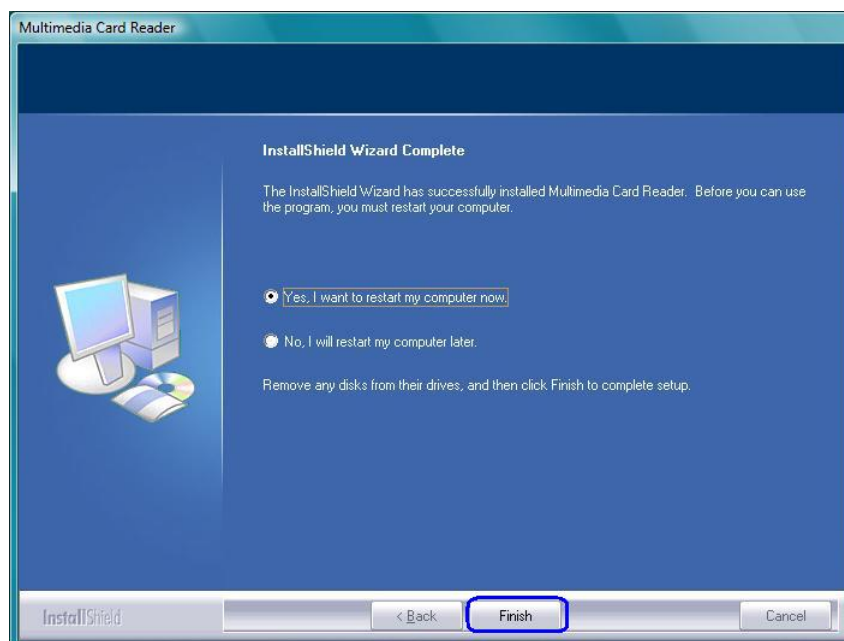 Multimedia Card Reader
InstallShield Wizard Complete
The InstallShield Wizard has successfully installed Multimedia Card Reader. Before you can use
the program, you must restart your computer.
Yes, I want to restart my computer now.
No, I will restart my computer later.
Remove any disks from their drives, and then click Finish to complete setup.
InstallShield
< Back
Finish
Cancel